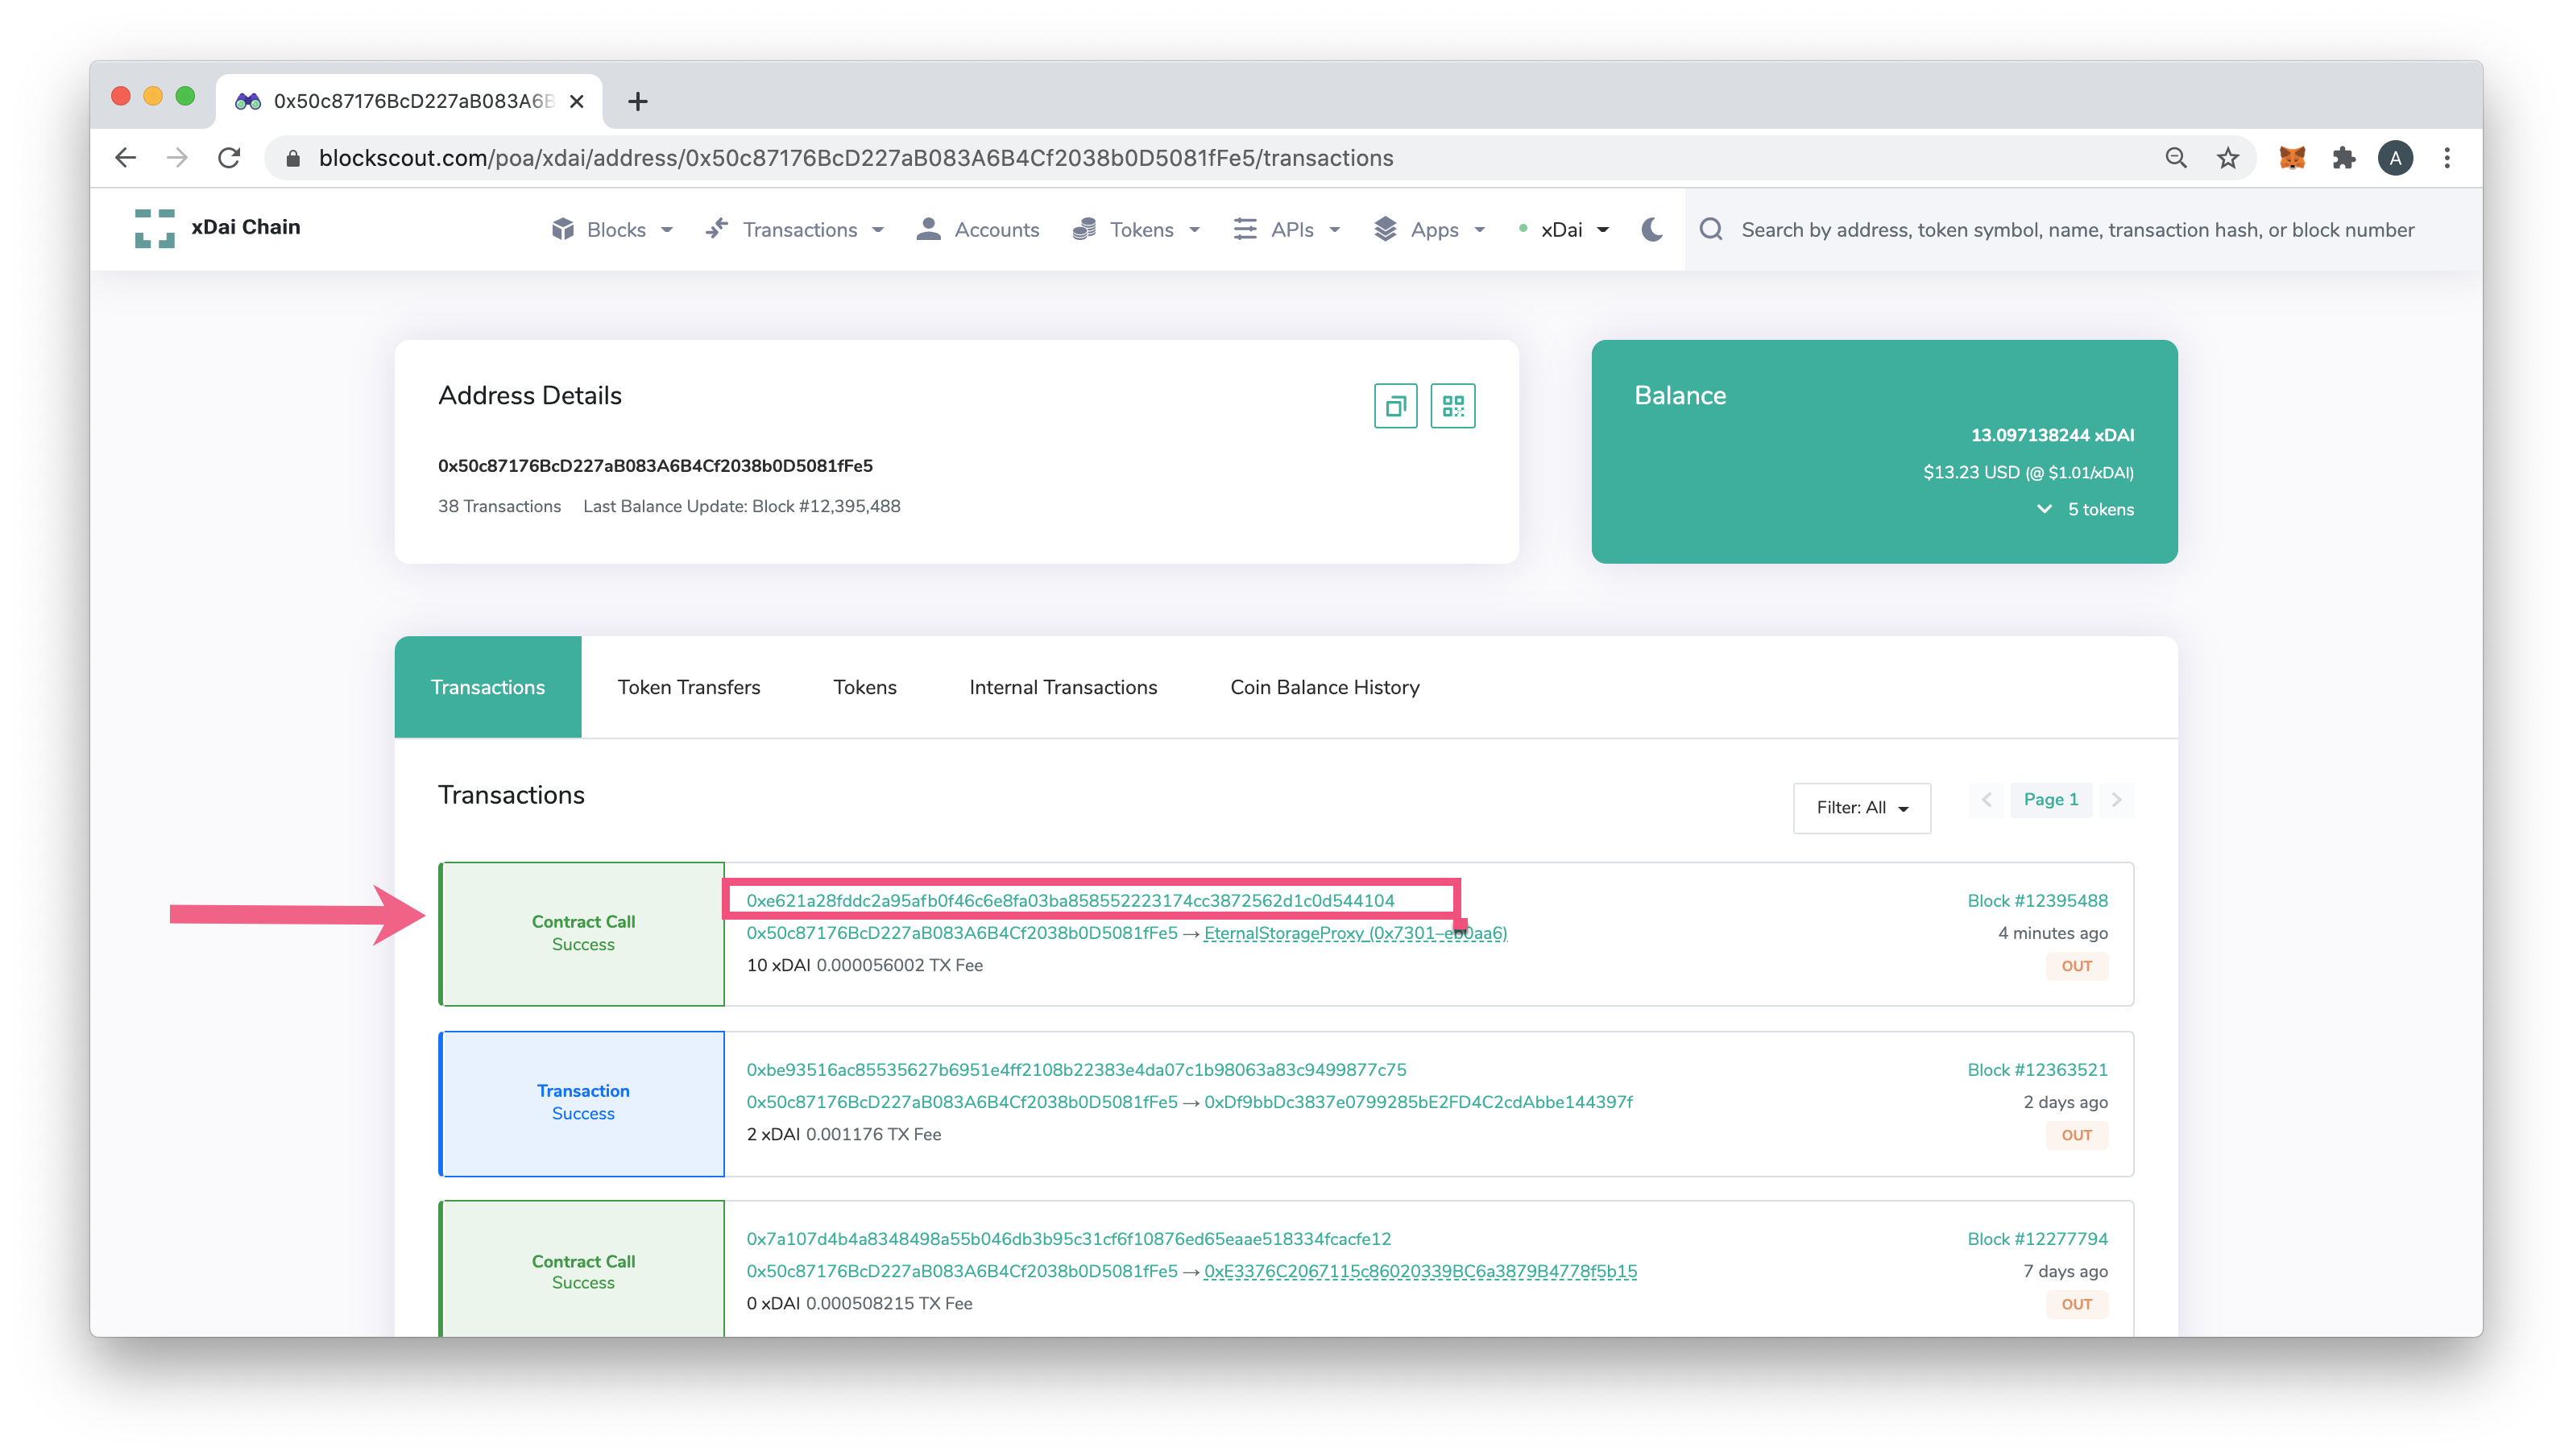 0x50c87176BcD227aB083A6B
blockscout.com/poa/xdai/address/0x50c87176BcD227aB083A6B4Cf2038b0D5081fFe5/transactions
A
xDai Chain
Blocks
Transactions
Accounts
Tokens
APIs
Apps
xDai
Search by address, token symbol, name, transaction hash, or block number
Address Details
0x50c87176BcD227aB083A6B4Cf2038b0D5081fFe5
38 Transactions Last Balance Update: Block #12,395,488
Balance
13.097138244 xDAI
$13.23 USD (@ $1.01/xDAI)
5 tokens
Transactions
Token Transfers
Tokens
Internal Transactions
Coin Balance History
Transactions
Filter: All
Page 1
Contract Call
Success
0xe621a28fddc2a95afb0f46c6e8fa03ba858552223174cc3872562d1c0d544104
0x50c87176BcD227aB083A6B4Cf2038b0D5081fFe5 → EternalStorageProxy (0x7301–eb0aa6)
10 xDAI 0.000056002 TX Fee
Block #12395488
4 minutes ago
OUT
Transaction
Success
0xbe93516ac85535627b6951e4ff2108b22383e4da07c1b98063a83c9499877c75
0x50c87176BcD227aB083A6B4Cf2038b0D5081fFe5 → 0xDf9bbDc3837e0799285bE2FD4C2cdAbbe144397f
2 xDAI 0.001176 TX Fee
Block #12363521
2 days ago
OUT
Contract Call
Success
0x7a107d4b4a8348498a55b046db3b95c31cf6f10876ed65eaae518334fcacfe12
0x50c87176BcD227aB083A6B4Cf2038b0D5081fFe5 → 0xE3376C2067115c86020339BC6a3879B4778f5b15
0 xDAI 0.000508215 TX Fee
Block #12277794
7 days ago
OUT